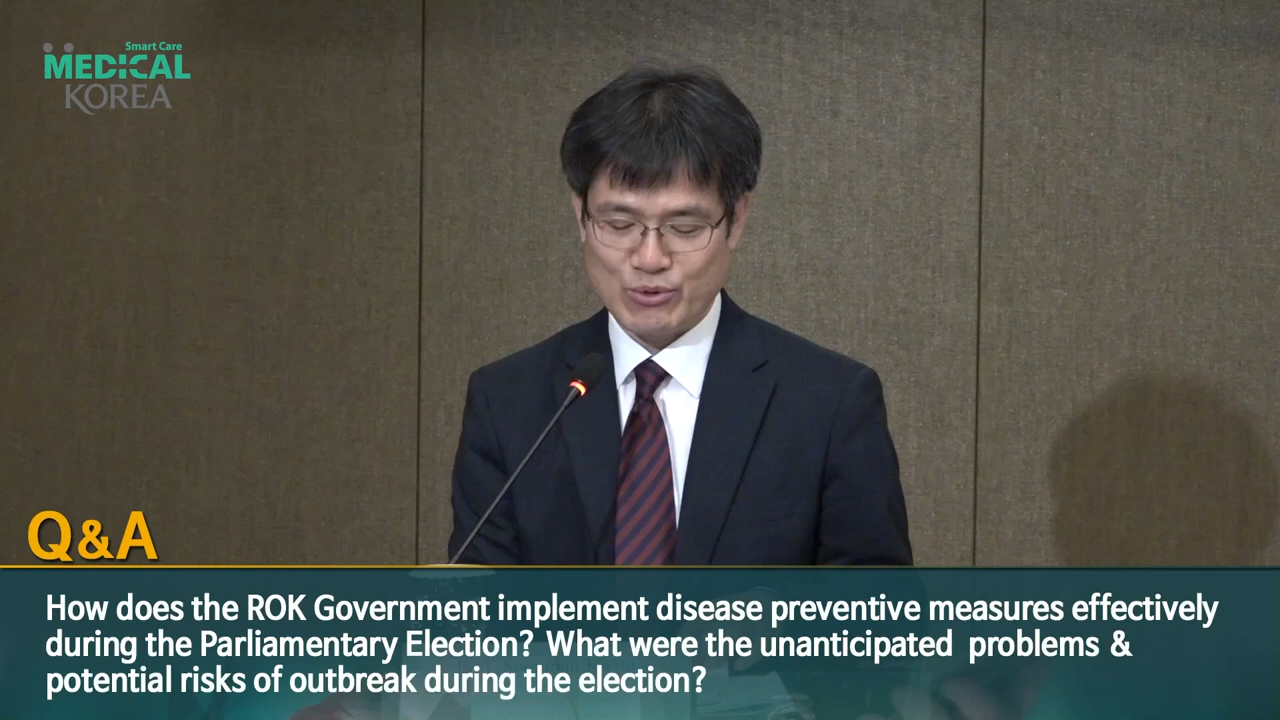 Smart Care
MEDICAL
KOREA
Q&A
How does the ROK Government implement disease preventive measures effectively
during the Parliamentary Election? What were the unanticipated problems &
potential risks of outbreak during the election?